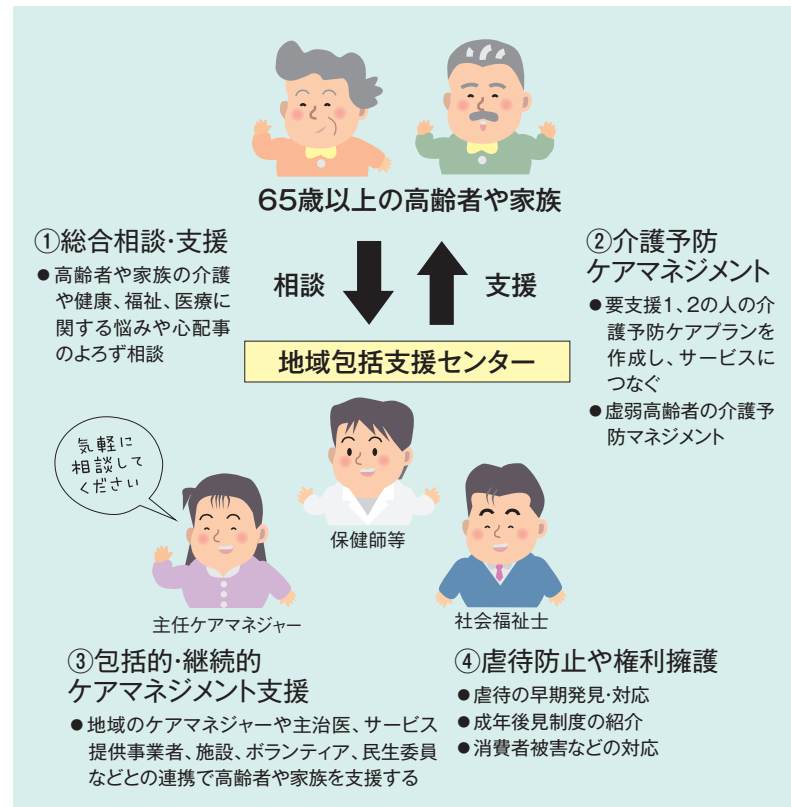 65歳以上の高齢者や家族
①総合相談・支援
●高齢者や家族の介護
や健康、福祉、医療に
関する悩みや心配事
のよろず相談
相談
支援
②介護予防
ケアマネジメント
●要支援1、2の人の介
護予防ケアプランを
作成し、サービスに
つなぐ
●虚弱高齢者の介護予
防マネジメント
地域包括支援センター
気軽に
相談して
ください
保健師等
主任ケアマネジャー
社会福祉士
③包括的・継続的
ケアマネジメント支援
●地域のケアマネジャーや主治医、サービス
提供事業者、施設、ボランティア、民生委員
などとの連携で高齢者や家族を支援する
④虐待防止や権利擁護
●虐待の早期発見・対応
●成年後見制度の紹介
●消費者被害などの対応